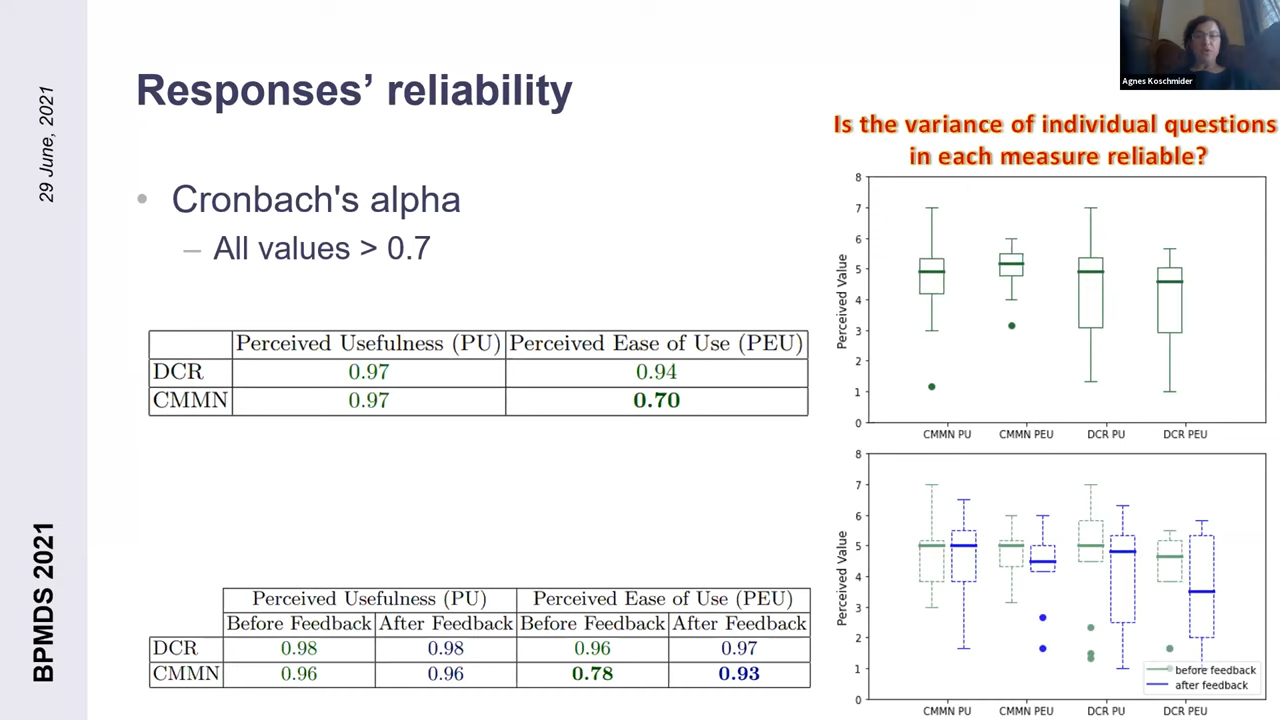 29 June, 2021
BPMDS 2021
Responses’ reliability
• Cronbach's alpha
– All values > 0.7
Perceived Usefulness (PU) Perceived Ease of Use (PEU)
DCR 0.97 0.94
CMMN 0.97 0.70
Perceived Usefulness (PU) Perceived Ease of Use (PEU)
Before Feedback After Feedback Before Feedback After Feedback
DCR 0.98 0.98 0.96 0.97
CMMN 0.96 0.96 0.78 0.93
Agnes Koschmider
Is the variance of individual questions
in each measure reliable?
8
7
6
5
4
3
2
1
0
Perceived Value
CMMN PU CMMN PEU DCR PU DCR PEU
8
7
6
5
4
3
2
1
0
Perceived Value
before feedback
after feedback
CMMN PU CMMN PEU DCR PU DCR PEU